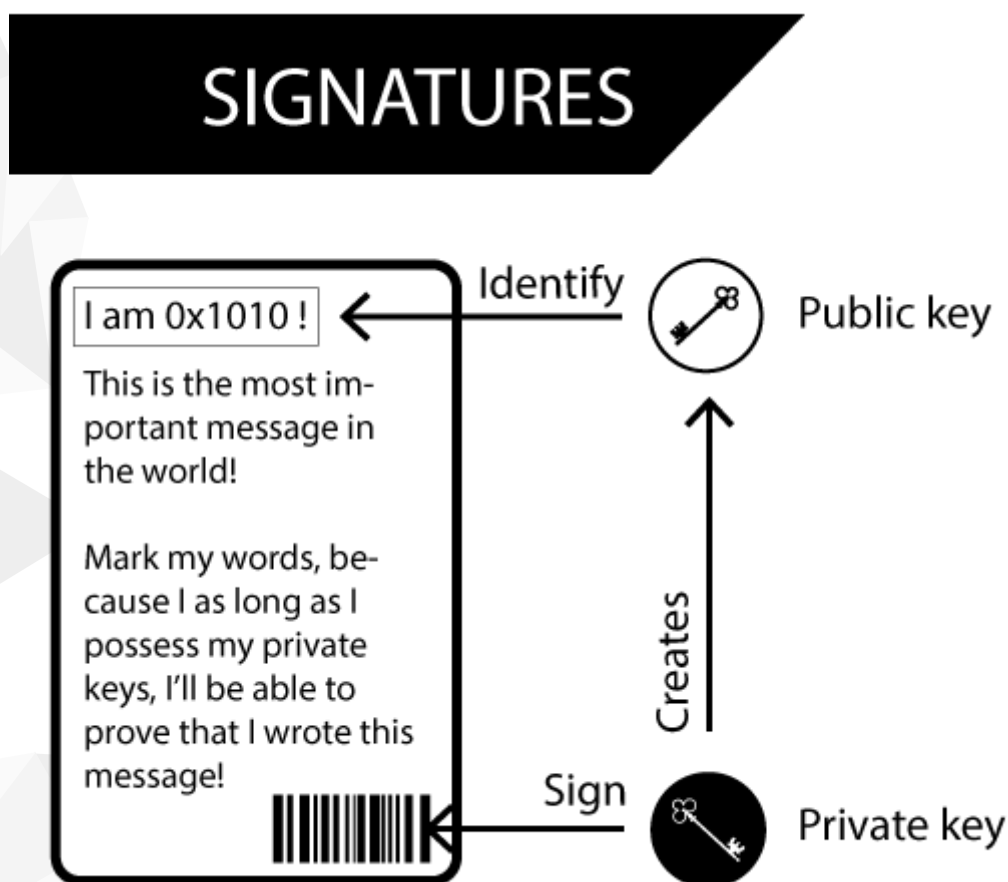 SIGNATURES
I am 0x1010 !
Identify
Public key
This is the most im-
portant message in
the world!
Mark my words, be-
cause I as long as I
possess my private
keys, I'll be able to
prove that I wrote this
message!
Creates
Sign
Private key